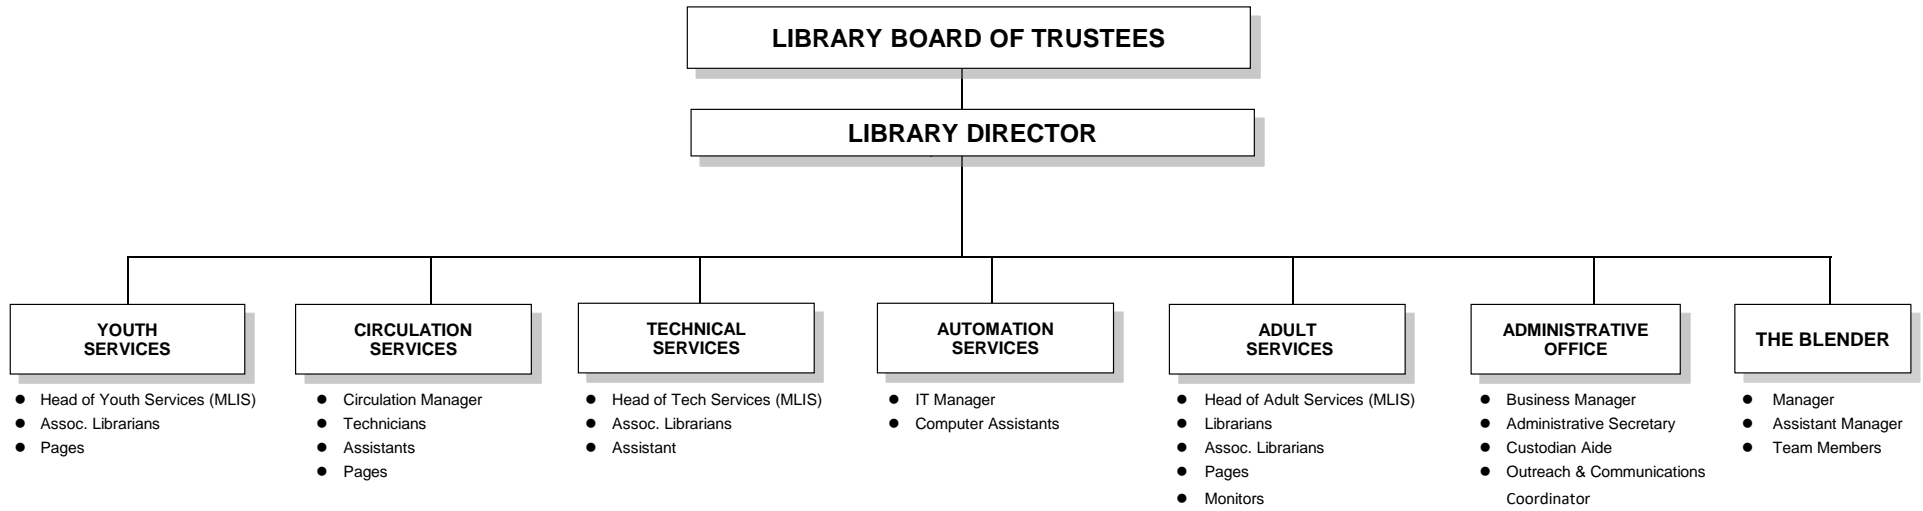 LIBRARY BOARD OF TRUSTEES
LIBRARY DIRECTOR
YOUTH
SERVICES
● Head of Youth Services (MLIS)
● Assoc. Librarians
● Pages
CIRCULATION
SERVICES
● Circulation Manager
● Technicians
● Assistants
● Pages
TECHNICAL
SERVICES
● Head of Tech Services (MLIS)
● Assoc. Librarians
● Assistant
AUTOMATION
SERVICES
● IT Manager
● Computer Assistants
ADULT
SERVICES
● Head of Adult Services (MLIS)
● Librarians
● Assoc. Librarians
● Pages
● Monitors
ADMINISTRATIVE
OFFICE
● Business Manager
● Administrative Secretary
● Custodian Aide
● Outreach & Communications
Coordinator
THE BLENDER
● Manager
● Assistant Manager
● Team Members